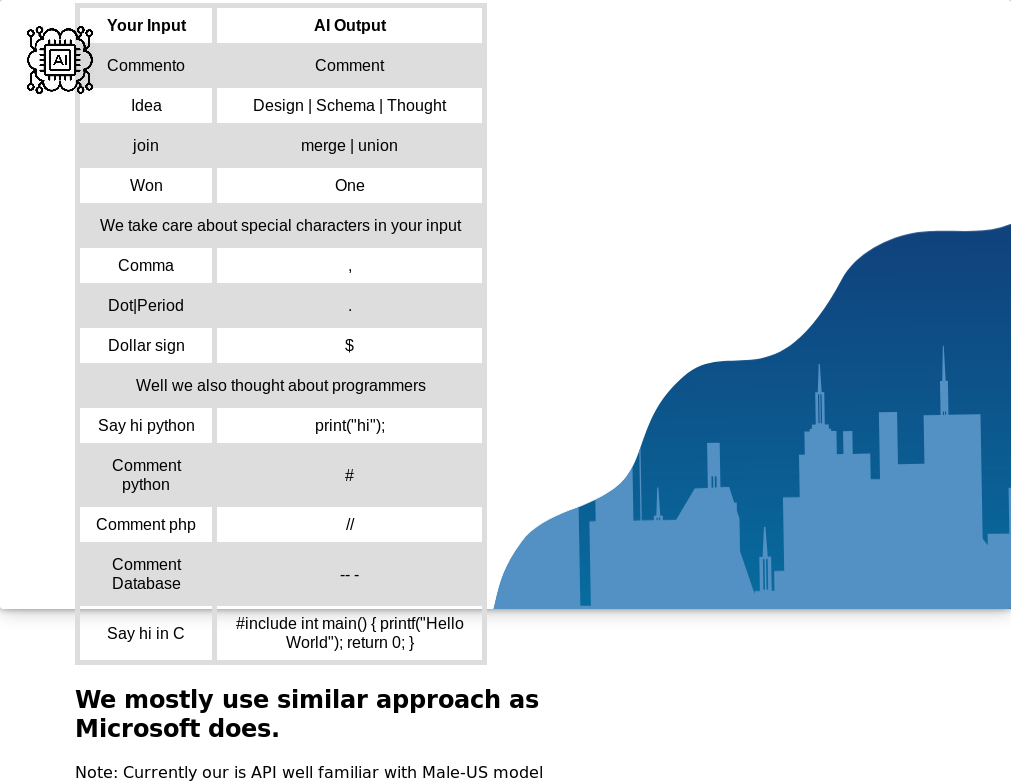 Your Input AI Output
AI
Commento Comment
Idea Design | Schema | Thought
join merge | union
Won One
We take care about special characters in your input
Comma ,
Dot|Period .
Dollar sign $
Well we also thought about programmers
Say hi python print("hi");
Comment
python
#
Comment php //
Comment
Database
-- -
Say hi in C
#include int main() { printf("Hello
World"); return 0; }
We mostly use similar approach as
Microsoft does.
Note: Currently our is API well familiar with Male-US model